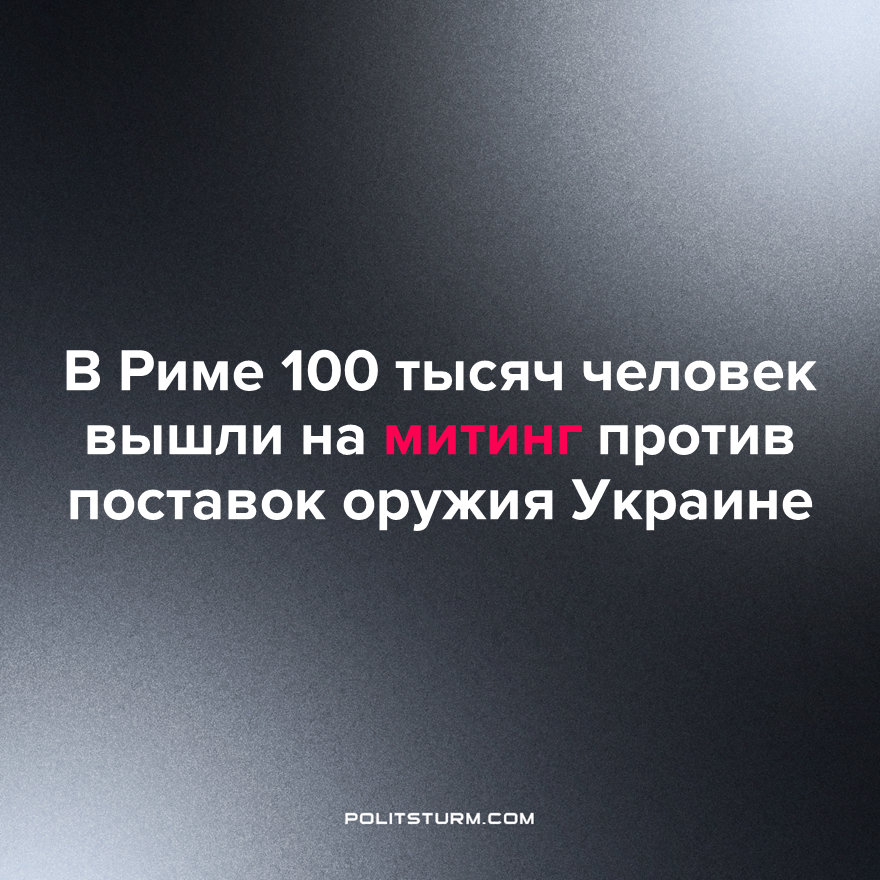 В Риме 100 тысяч человек
вышли на митинг против
поставок оружия Украине
POLITSTURM.COM